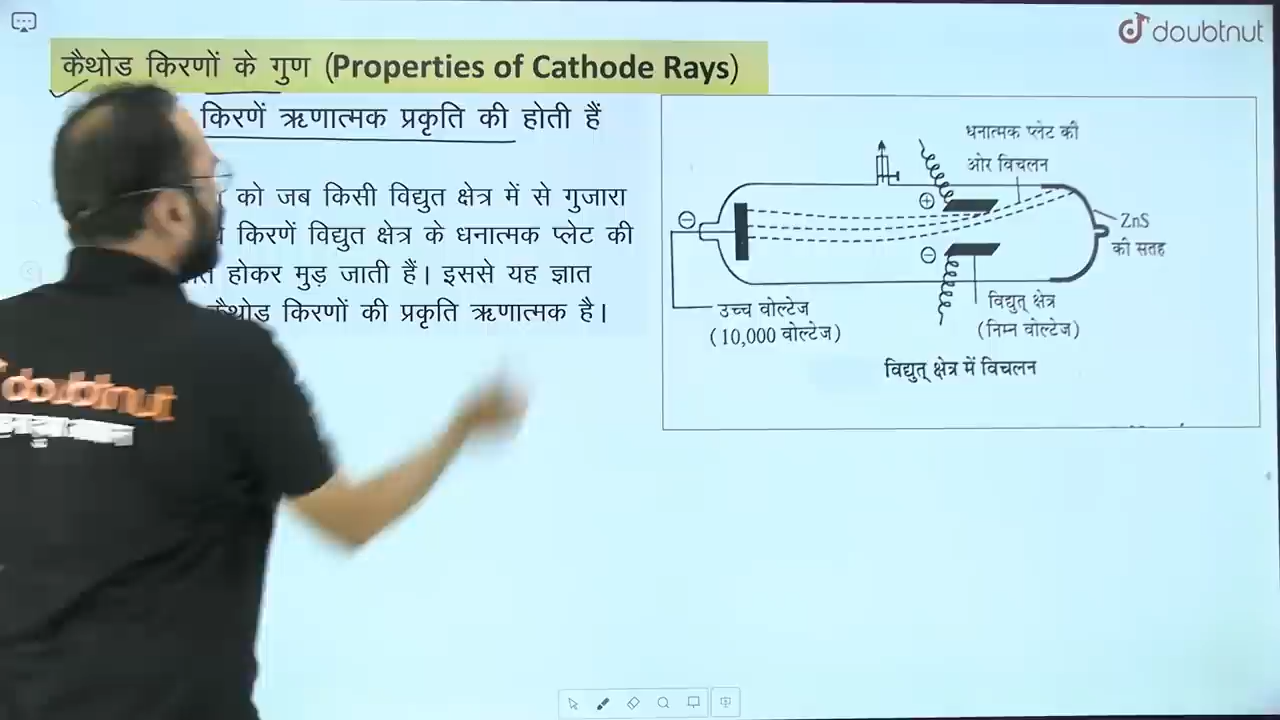 doubtnut
कैथोड किरणों के गुण (Properties of Cathode Rays)
किरणें ऋणात्मक प्रकृति की होती हैं
को जब किसी विद्युत क्षेत्र में से गुजारा
किरणें विद्युत क्षेत्र के धनात्मक प्लेट की
होकर मुड़ जाती हैं। इससे यह ज्ञात
कैथोड किरणों की प्रकृति ऋणात्मक है।
धनात्मक प्लेट की
ओर विचलन
ZnS
की सतह
उच्च वोल्टेज
(10,000 वोल्टेज)
विद्युत् क्षेत्र
(निम्न वोल्टेज)
विद्युत् क्षेत्र में विचलन
doubtnut